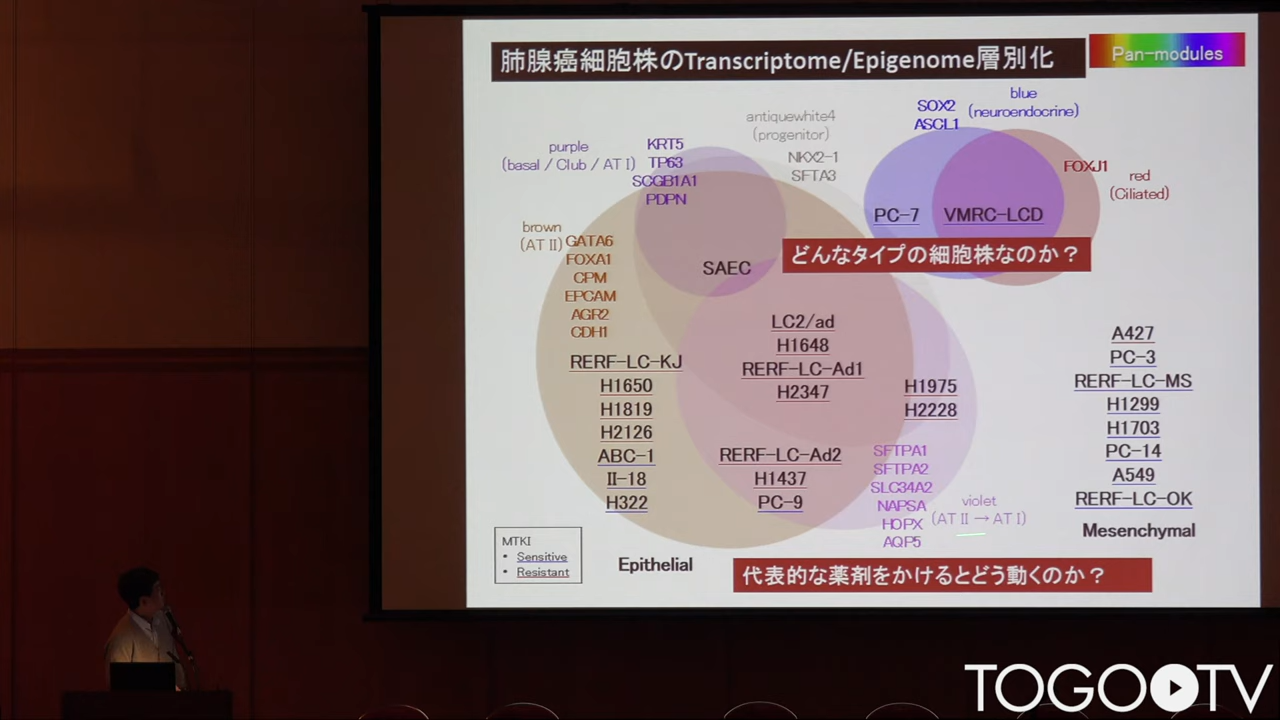 肺腺癌細胞株のTranscriptome/Epigenome層別化
Pan-modules
purple
(basal / Club / AT I)
KRT5
TP63
SCGB1A1
PDPN
antiquewhite4
(progenitor)
NKX2-1
SFTA3
SOX2
ASCL1
blue
(neuroendocrine)
FOXJ1
red
(Ciliated)
PC-7
VMRC-LCD
どんなタイプの細胞株なのか？
brown
(AT II)
GATA6
FOXA1
CPM
EPCAM
AGR2
CDH1
SAEC
RERF-LC-KJ
H1650
H1819
H2126
ABC-1
II-18
H322
LC2/ad
H1648
RERF-LC-Ad1
H2347
RERF-LC-Ad2
H1437
PC-9
H1975
H2228
SFTPA1
SFTPA2
SLC34A2
NAPSA
HOPX
AQP5
violet
(AT II → AT I)
A427
PC-3
RERF-LC-MS
H1299
H1703
PC-14
A549
RERF-LC-OK
Mesenchymal
MTKI
• Sensitive
• Resistant
Epithelial
代表的な薬剤をかけるとどう動くのか？
TOGO TV